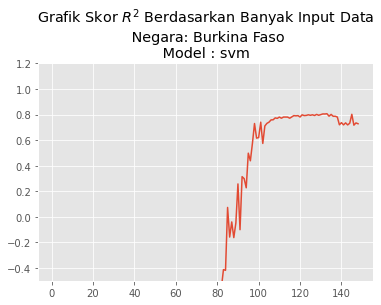 Grafik Skor R² Berdasarkan Banyak Input Data
Negara: Burkina Faso
Model : svm
1.2
1.0
0.8
0.6
0.4
0.2
0.0
−0.2
−0.4
0 20 40 60 80 100 120 140